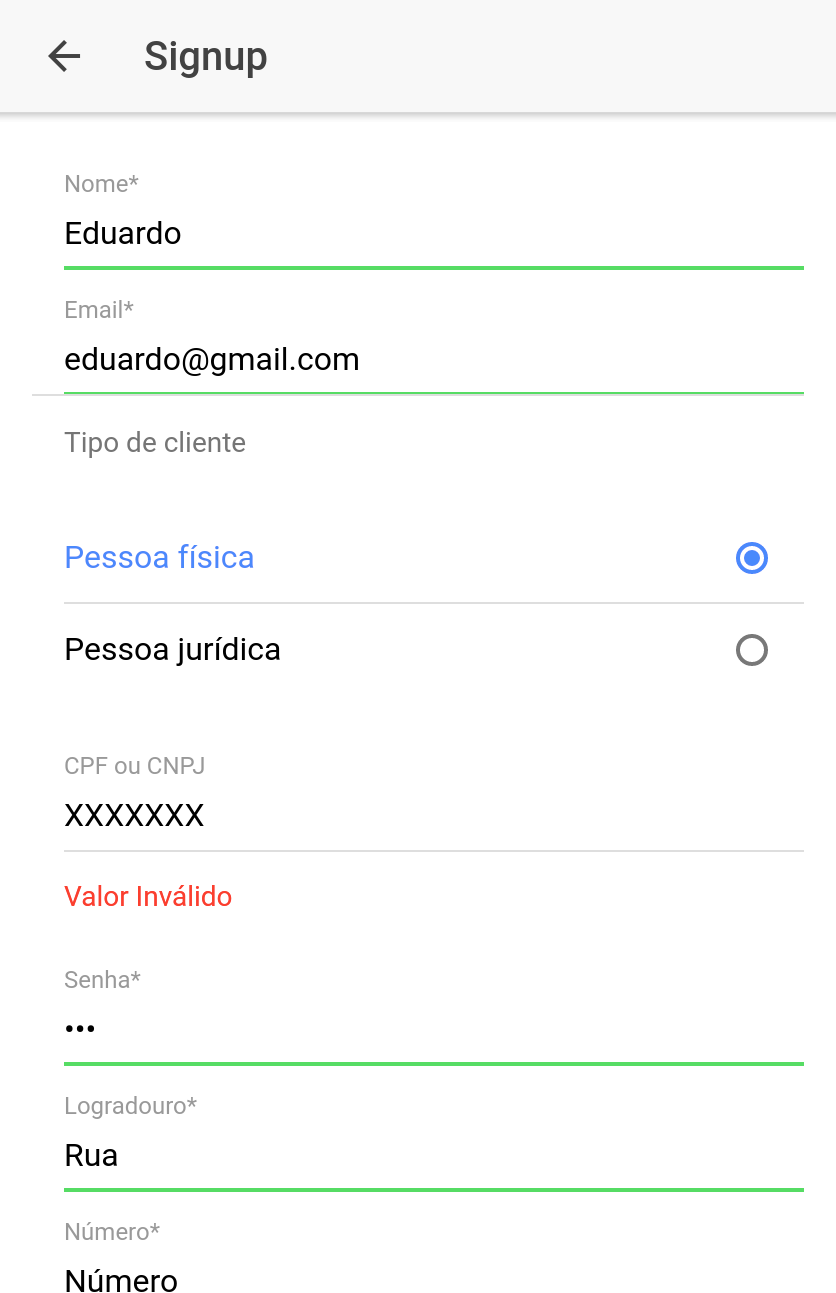 Signup
Nome*
Eduardo
Email*
eduardo@gmail.com
Tipo de cliente
Pessoa física
Pessoa jurídica
CPF ou CNPJ
XXXXXXX
Valor Inválido
Senha*
•••
Logradouro*
Rua
Número*
Número